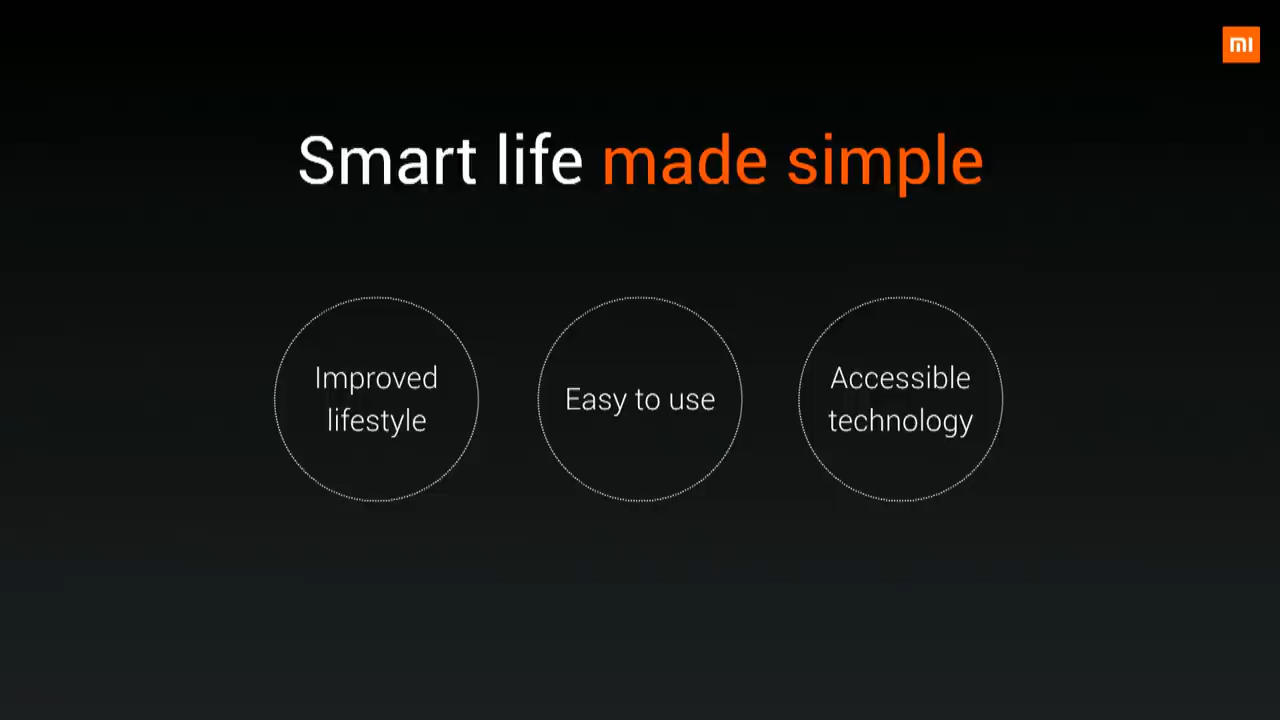 mi
Smart life made simple
Improved
lifestyle
Easy to use
Accessible
technology